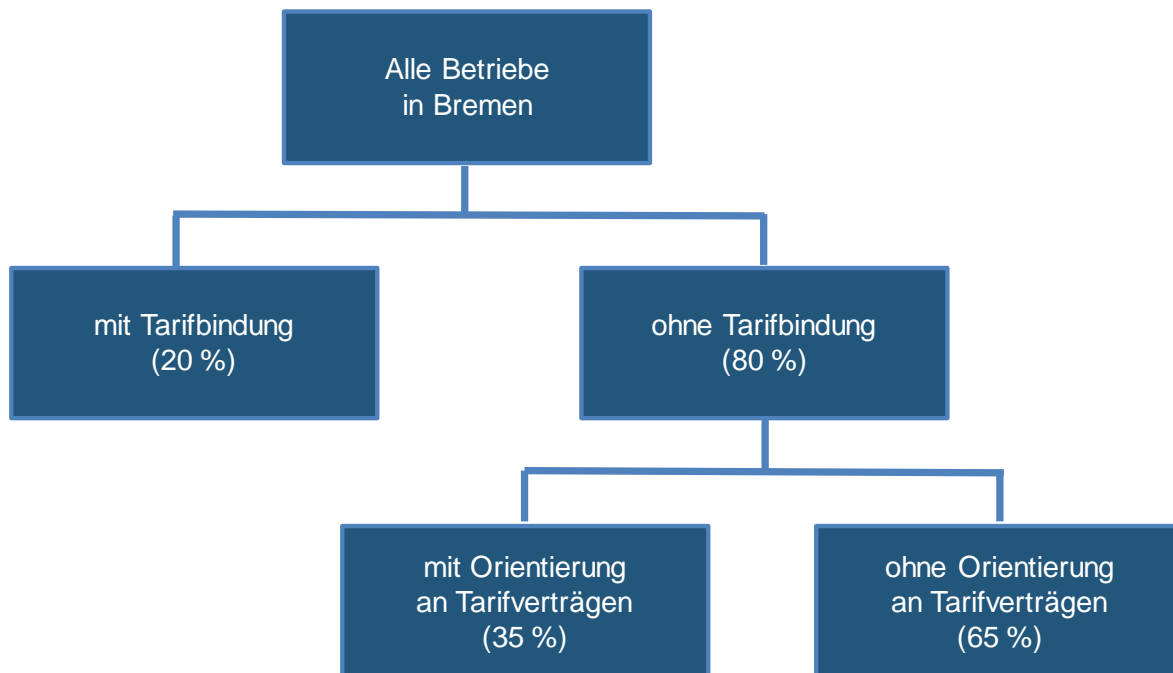 Alle Betriebe
in Bremen
mit Tarifbindung
(20 %)
ohne Tarifbindung
(80 %)
mit Orientierung
an Tarifverträgen
(35 %)
ohne Orientierung
an Tarifverträgen
(65 %)